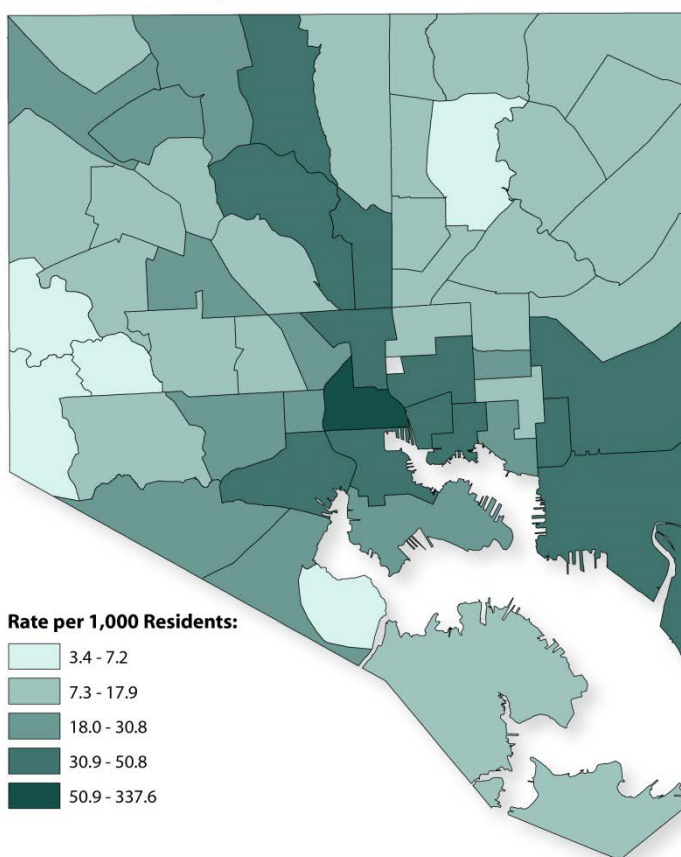 Rate per 1,000 Residents:
3.4 - 7.2
7.3 - 17.9
18.0 - 30.8
30.9 - 50.8
50.9 - 337.6